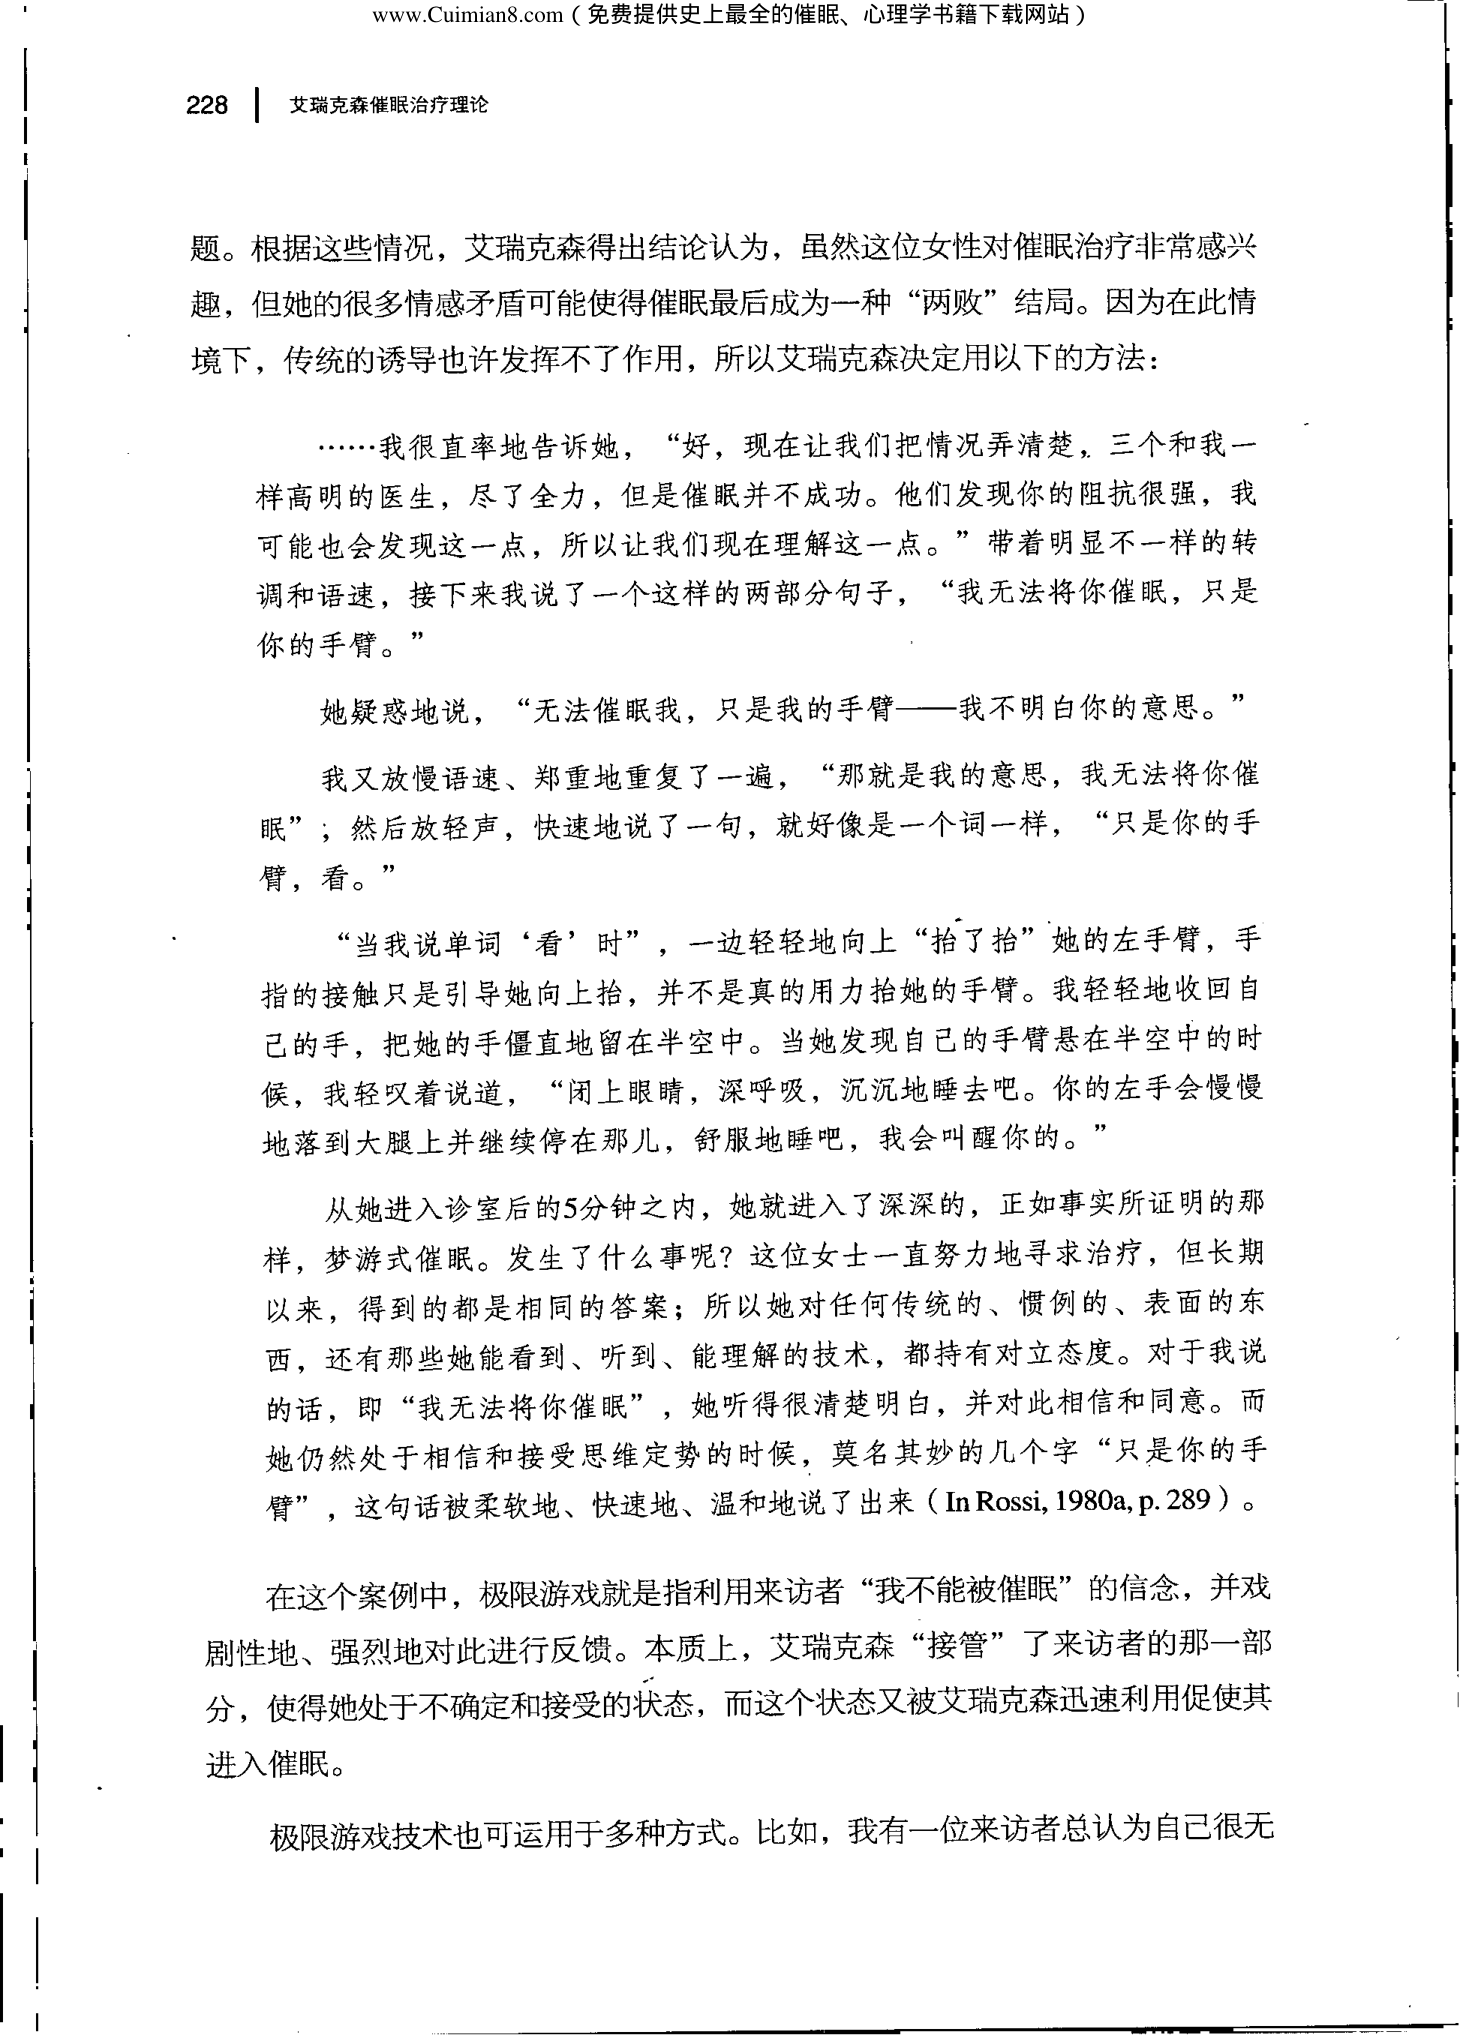 www.Cuimian8.com（免费提供史上最全的催眠、心理学书籍下载网站）
228 艾瑞克森催眠治疗理论
题。根据这些情况，艾瑞克森得出结论认为，虽然这位女性对催眠治疗非常感兴
趣，但她的很多情感矛盾可能使得催眠最后成为一种“两败”结局。因为在此情
境下，传统的诱导也许发挥不了作用，所以艾瑞克森决定用以下的方法：
……我很直率地告诉她，“好，现在让我们把情况弄清楚，三个和我一
样高明的医生，尽了全力，但是催眠并不成功。他们发现你的阻抗很强，我
可能也会发现这一点，所以让我们现在理解这一点。”带着明显不一样的转
调和语速，接下来我说了一个这样的两部分句子，“我无法将你催眠，只是
你的手臂。”
她疑惑地说，“无法催眠我，只是我的手臂——我不明白你的意思。”
我又放慢语速、郑重地重复了一遍，“那就是我的意思，我无法将你催
眠”；然后放轻声，快速地说了一句，就好像是一个词一样，“只是你的手
臂，看。”
“当我说单词‘看’时”，一边轻轻地向上“抬了抬”她的左手臂，手
指的接触只是引导她向上抬，并不是真的用力抬她的手臂。我轻轻地收回自
己的手，把她的手僵直地留在半空中。当她发现自己的手臂悬在半空中的时
候，我轻叹着说道，“闭上眼睛，深呼吸，沉沉地睡去吧。你的左手会慢慢
地落到大腿上并继续停在那儿，舒服地睡吧，我会叫醒你的。”
从她进入诊室后的5分钟之内，她就进入了深深的，正如事实所证明的那
样，梦游式催眠。发生了什么事呢？这位女士一直努力地寻求治疗，但长期
以来，得到的都是相同的答案；所以她对任何传统的、惯例的、表面的东
西，还有那些她能看到、听到、能理解的技术，都持有对立态度。对于我说
的话，即“我无法将你催眠”，她听得很清楚明白，并对此相信和同意。而
她仍然处于相信和接受思维定势的时候，莫名其妙的几个字“只是你的手
臂”，这句话被柔软地、快速地、温和地说了出来（In Rossi, 1980a, p. 289）。
在这个案例中，极限游戏就是指利用来访者“我不能被催眠”的信念，并戏
剧性地、强烈地对此进行反馈。本质上，艾瑞克森“接管”了来访者的那一部
分，使得她处于不确定和接受的状态，而这个状态又被艾瑞克森迅速利用促使其
进入催眠。
极限游戏技术也可运用于多种方式。比如，我有一位来访者总认为自己很无